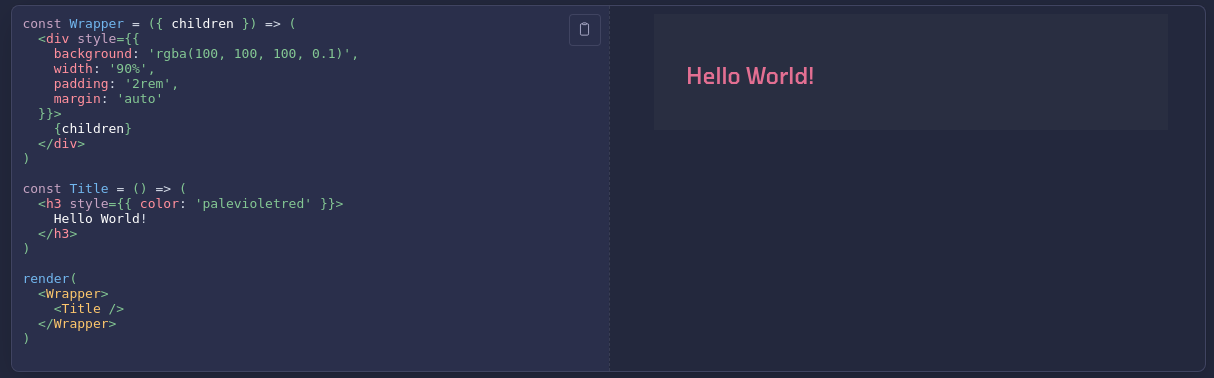 const Wrapper = ({ children }) => (
  <div style={{
    background: 'rgba(100, 100, 100, 0.1)',
    width: '90%',
    padding: '2rem',
    margin: 'auto'
  }}>
    {children}
  </div>
)

const Title = () => (
  <h3 style={{ color: 'palevioletred' }}>
    Hello World!
  </h3>
)

render(
  <Wrapper>
    <Title />
  </Wrapper>
)
Hello World!